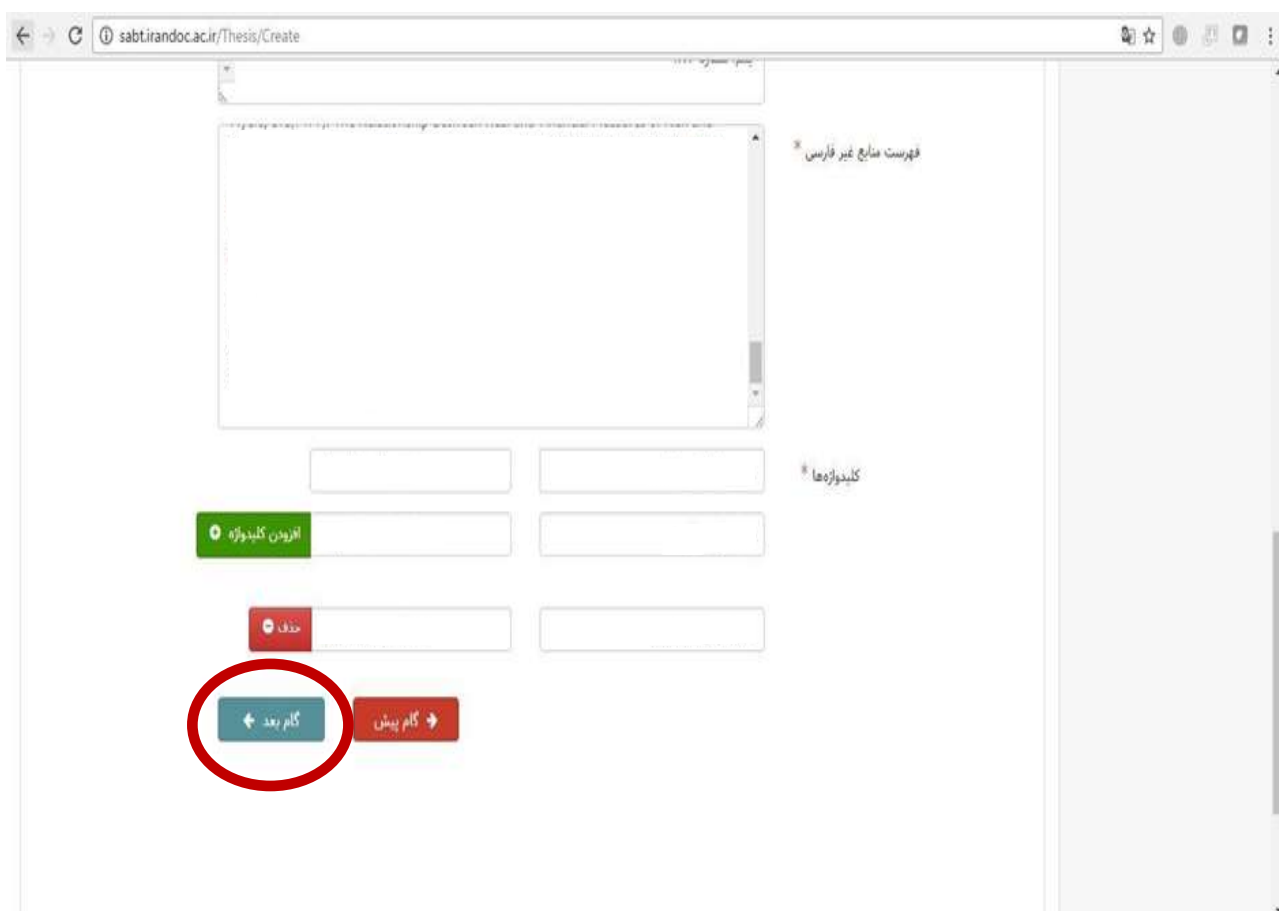 sabt.irandoc.ac.ir/Thesis/Create
فهرست منابع غیر فارسی *
کلیدواژه‌ها *
افزودن کلیدواژه
حذف
گام پیش
گام بعد